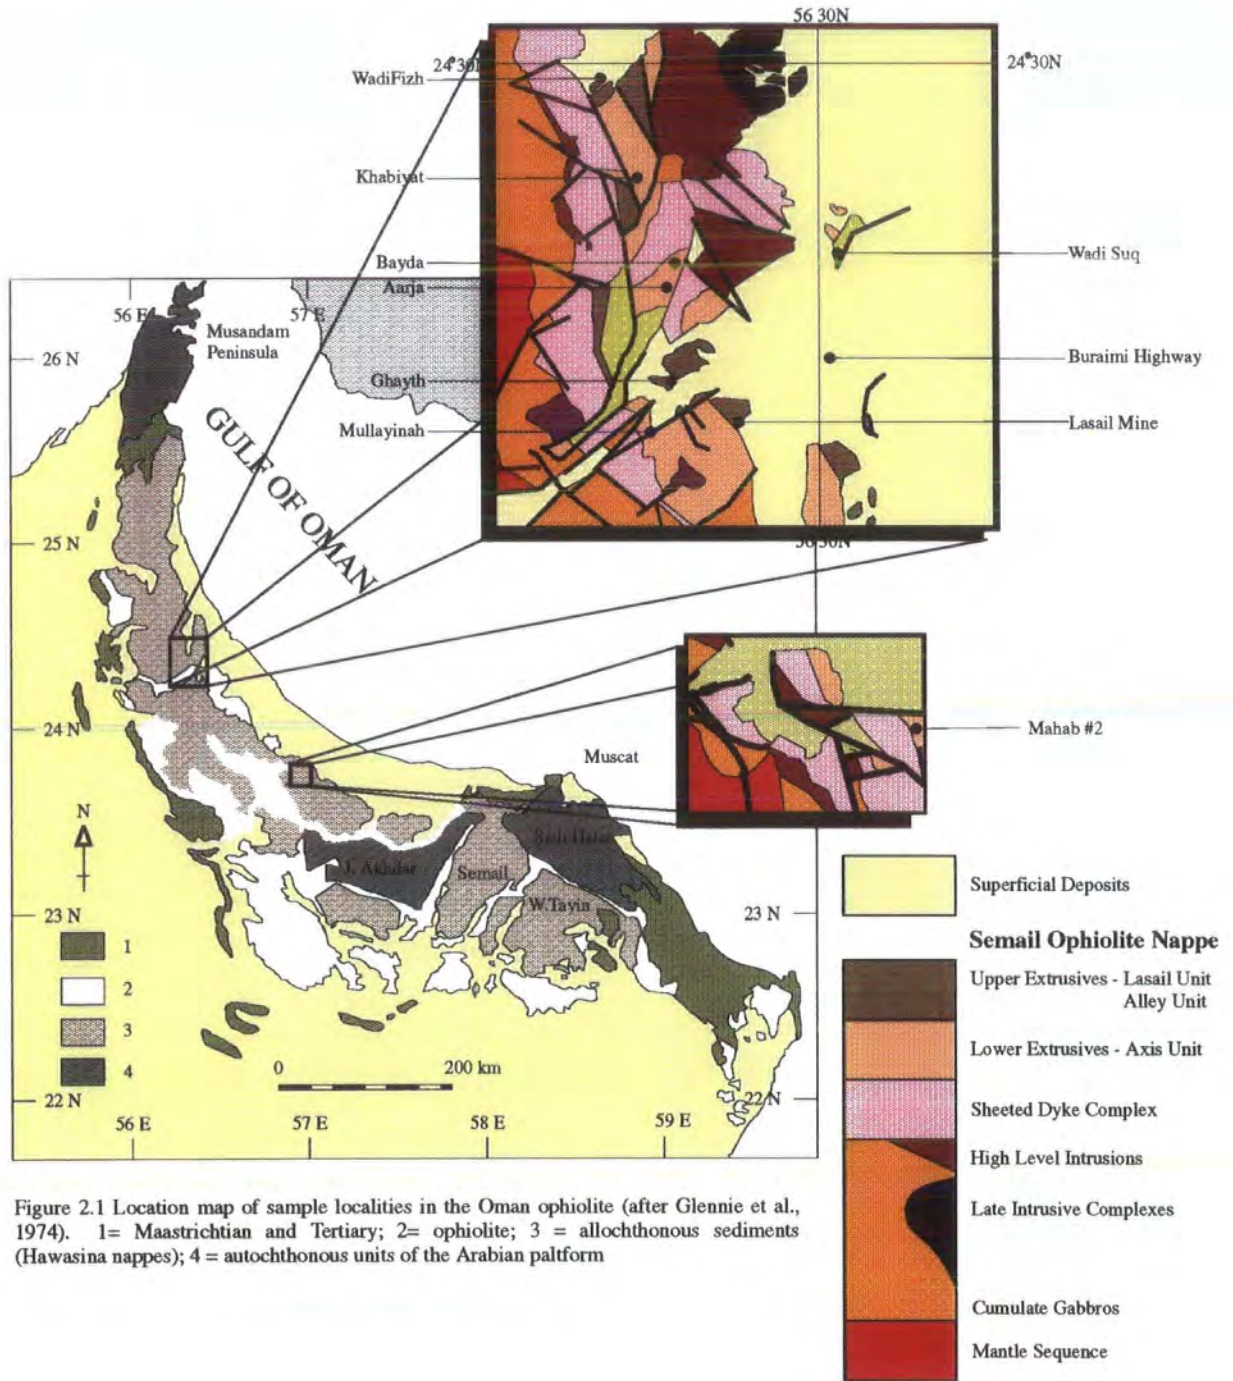 56 30N
24°30N
24°30N
WadiFizh
Khabiyat
Bayda
Aarja
Ghayth
Mullayinah
Wadi Suq
Buraimi Highway
Lasail Mine
56 30N
56 E
57 E
Musandam
Peninsula
26 N
GULF OF OMAN
25 N
24 N
Mahab #2
Muscat
N
J. Akhdar
Semail
W.Tayin
23 N
23 N
1
2
3
4
0
200 km
22 N
22 N
56 E
57 E
58 E
59 E
Superficial Deposits
Semail Ophiolite Nappe
Upper Extrusives - Lasail Unit
Alley Unit
Lower Extrusives - Axis Unit
Sheeted Dyke Complex
High Level Intrusions
Late Intrusive Complexes
Cumulate Gabbros
Mantle Sequence
Figure 2.1 Location map of sample localities in the Oman ophiolite (after Glennie et al.,
1974). 1= Maastrichtian and Tertiary; 2= ophiolite; 3 = allochthonous sediments
(Hawasina nappes); 4 = autochthonous units of the Arabian paltform